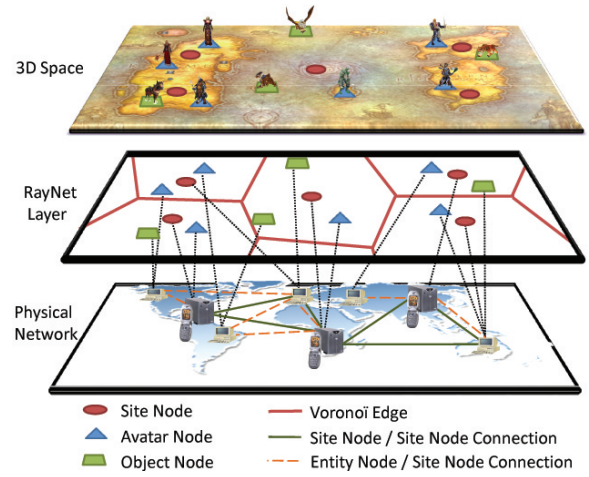 3D Space
RayNet
Layer
Physical
Network
Site Node
Avatar Node
Object Node
Voronoï Edge
Site Node / Site Node Connection
Entity Node / Site Node Connection